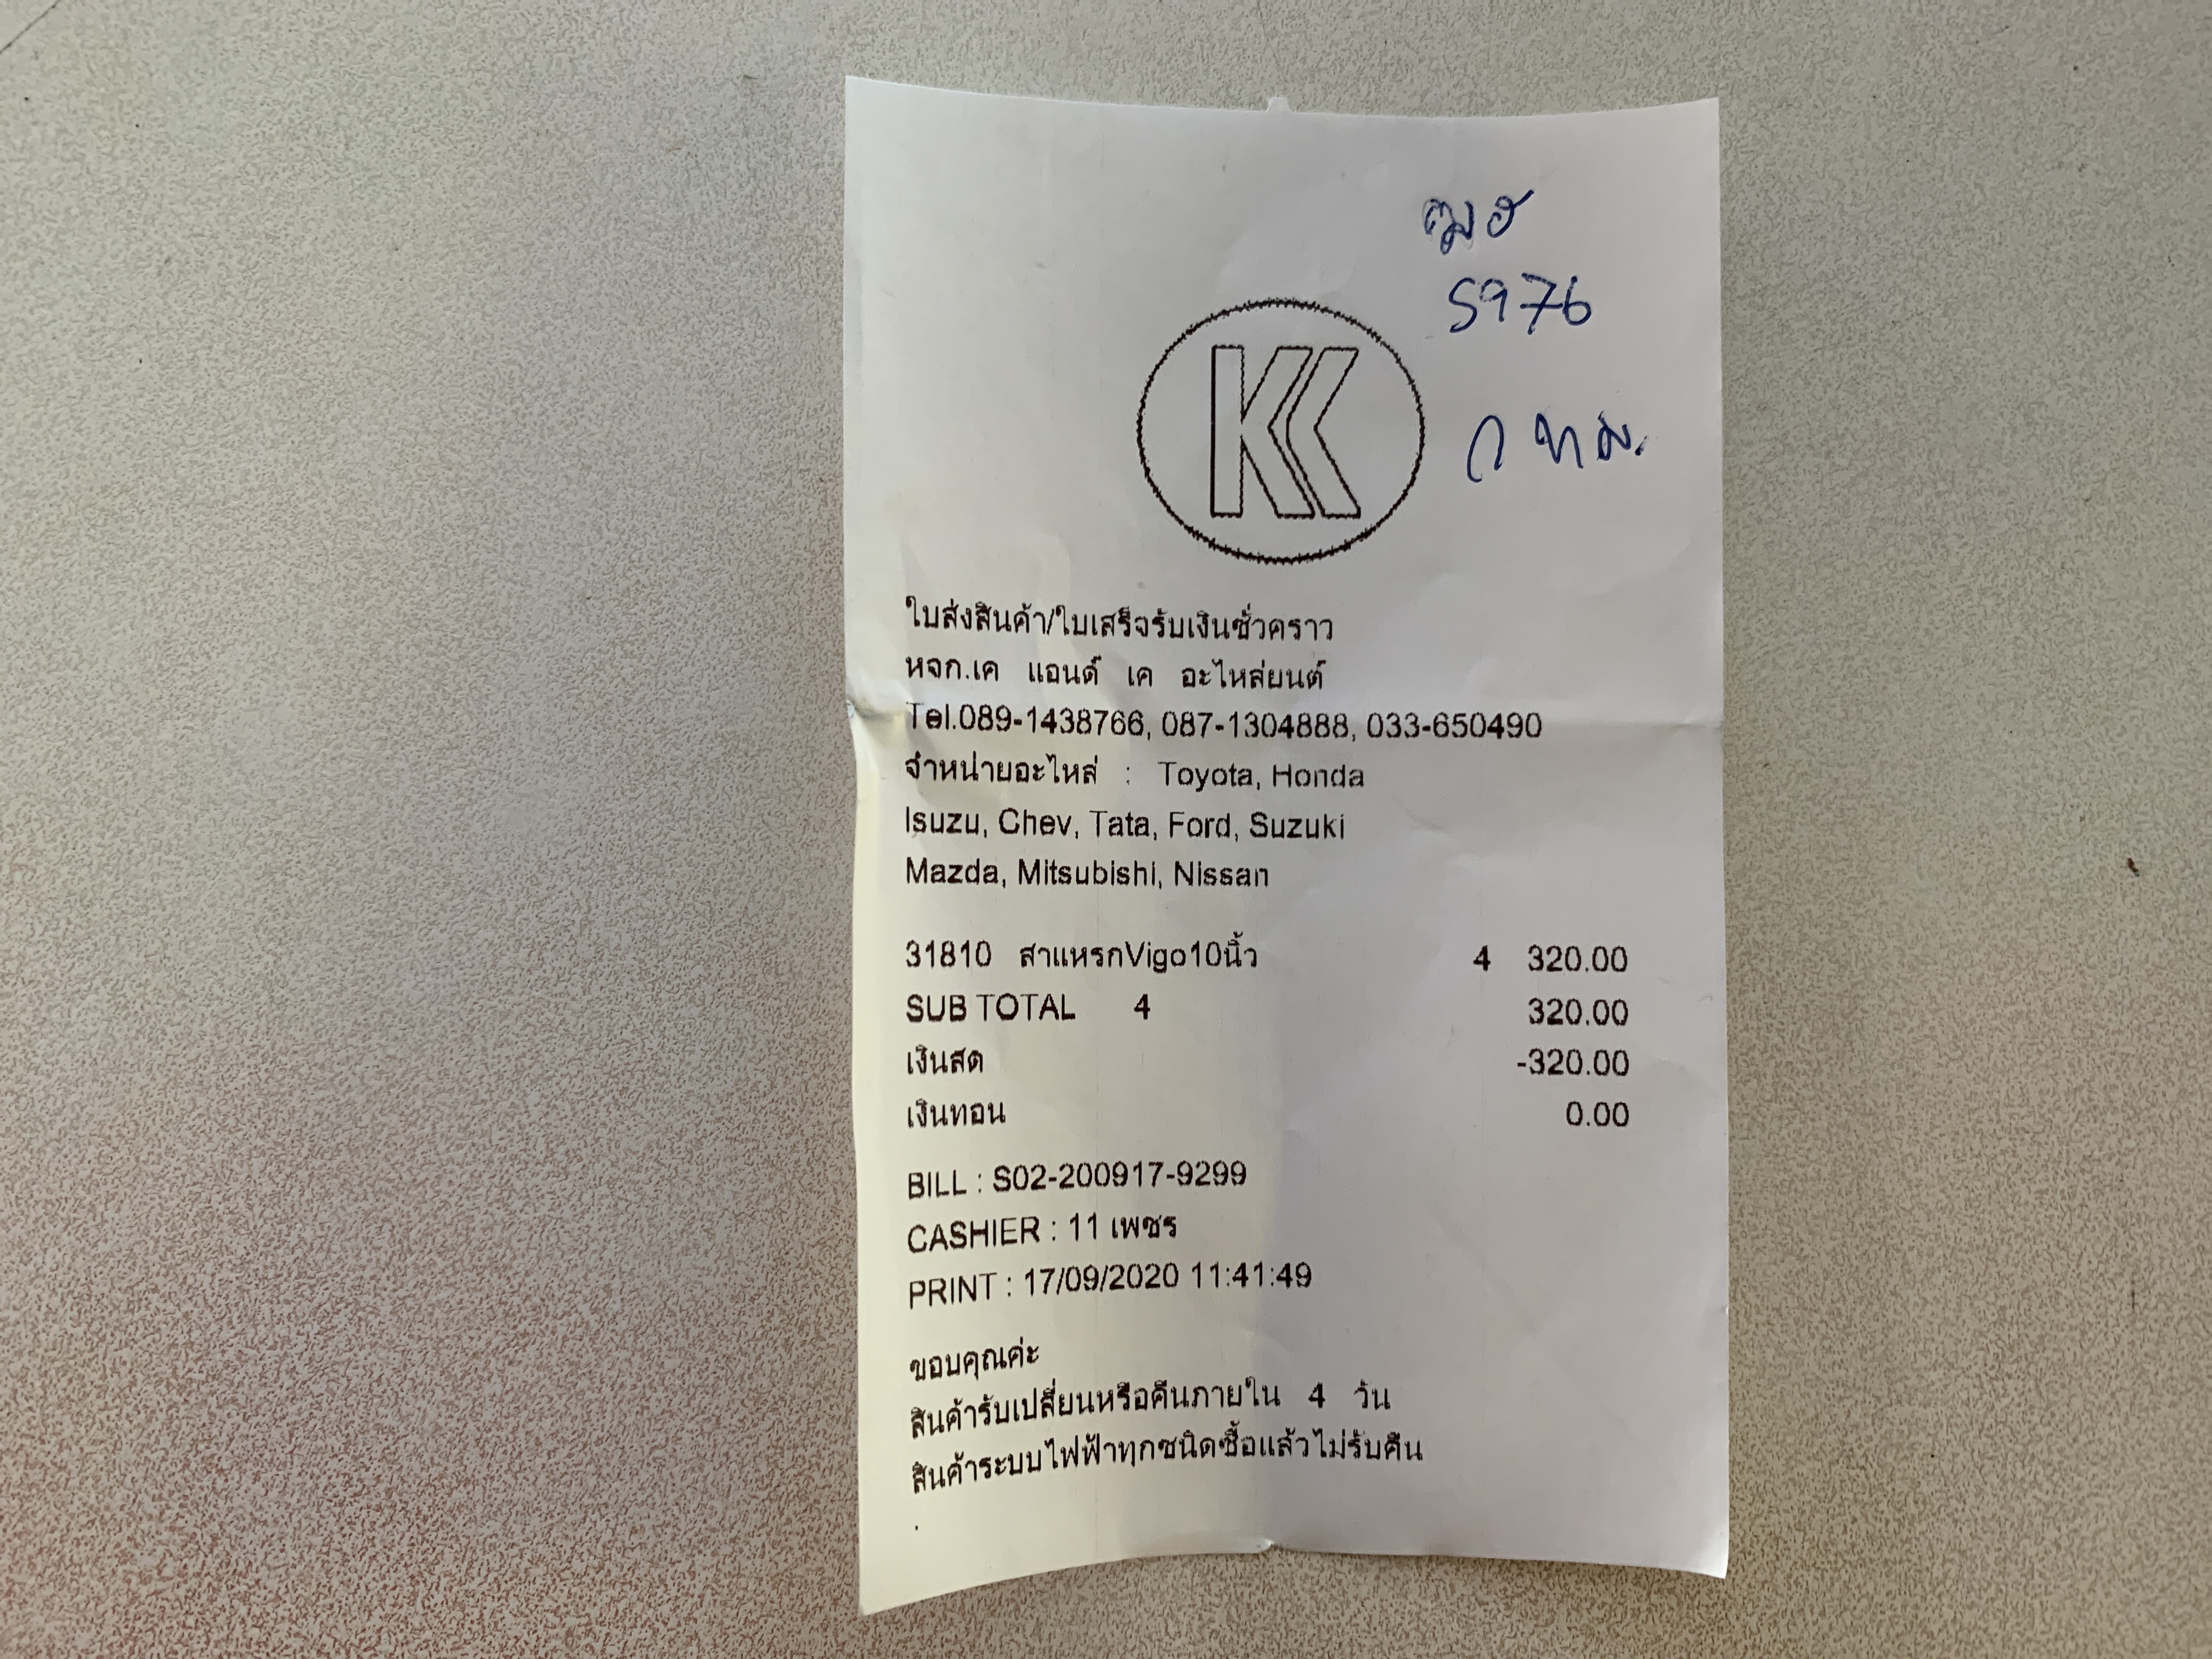 ฒฮ
5976
กทม.
KK
ใบส่งสินค้า/ใบเสร็จรับเงินชั่วคราว
หจก.เค แอนด์ เค อะไหล่ยนต์
Tel.089-1438766, 087-1304888, 033-650490
จำหน่ายอะไหล่ : Toyota, Honda
Isuzu, Chev, Tata, Ford, Suzuki
Mazda, Mitsubishi, Nissan
31810 สาแหรกVigo10นิ้ว 4 320.00
SUB TOTAL 4 320.00
เงินสด -320.00
เงินทอน 0.00
BILL : S02-200917-9299
CASHIER : 11 เพชร
PRINT : 17/09/2020 11:41:49
ขอบคุณค่ะ
สินค้ารับเปลี่ยนหรือคืนภายใน 4 วัน
สินค้าระบบไฟฟ้าทุกชนิดซื้อแล้วไม่รับคืน
.